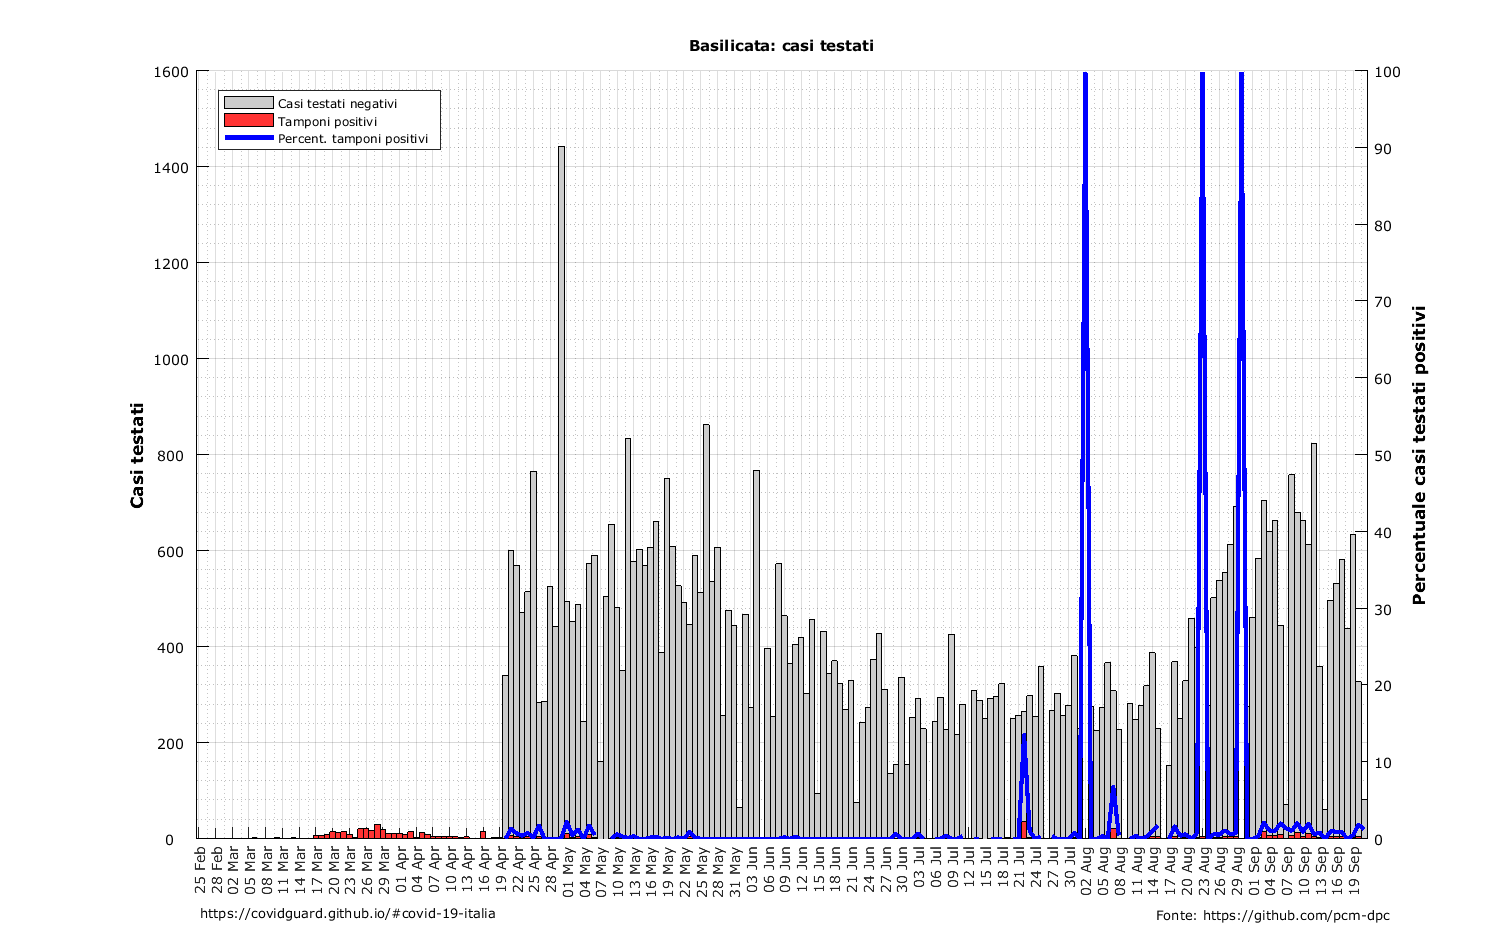 Basilicata: casi testati
1600
1400
1200
1000
800
600
400
200
0
Casi testati
Casi testati negativi
Tamponi positivi
Percent. tamponi positivi
100
90
80
70
60
50
40
30
20
10
0
Percentuale casi testati positivi
25 Feb
28 Feb
02 Mar
05 Mar
08 Mar
11 Mar
14 Mar
17 Mar
20 Mar
23 Mar
26 Mar
29 Mar
01 Apr
04 Apr
07 Apr
10 Apr
13 Apr
16 Apr
19 Apr
22 Apr
25 Apr
28 Apr
01 May
04 May
07 May
10 May
13 May
16 May
19 May
22 May
25 May
28 May
31 May
03 Jun
06 Jun
09 Jun
12 Jun
15 Jun
18 Jun
21 Jun
24 Jun
27 Jun
30 Jun
03 Jul
06 Jul
09 Jul
12 Jul
15 Jul
18 Jul
21 Jul
24 Jul
27 Jul
30 Jul
02 Aug
05 Aug
08 Aug
11 Aug
14 Aug
17 Aug
20 Aug
23 Aug
26 Aug
29 Aug
01 Sep
04 Sep
07 Sep
10 Sep
13 Sep
16 Sep
19 Sep
https://covidguard.github.io/#covid-19-italia
Fonte: https://github.com/pcm-dpc